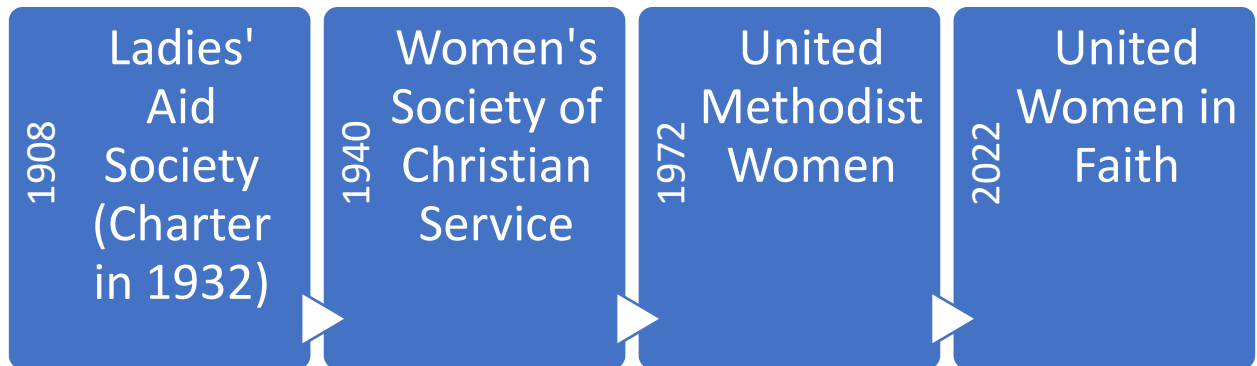 1908
Ladies'
Aid
Society
(Charter
in 1932)
1940
Women's
Society of
Christian
Service
1972
United
Methodist
Women
2022
United
Women in
Faith